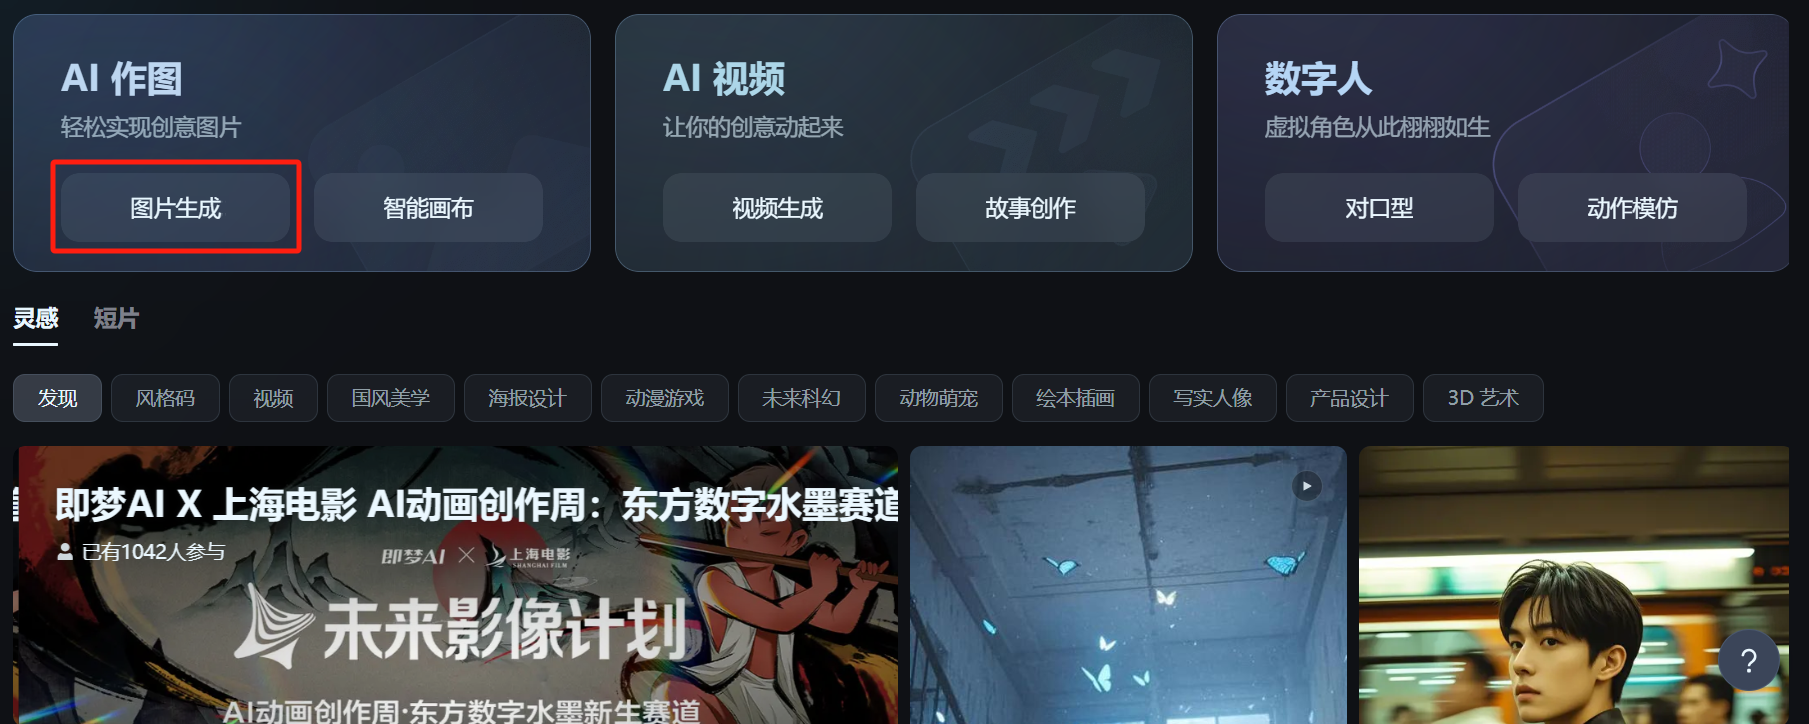 AI 作图
轻松实现创意图片
图片生成
智能画布
AI 视频
让你的创意动起来
视频生成
故事创作
数字人
虚拟角色从此栩栩如生
对口型
动作模仿
灵感
短片
发现
风格码
视频
国风美学
海报设计
动漫游戏
未来科幻
动物萌宠
绘本插画
写实人像
产品设计
3D 艺术
即梦AI X 上海电影 AI动画创作周：东方数字水墨赛道
已有1042人参与
即梦AI × 上海电影
SHANGHAI FILM
未来影像计划
AI动画创作周·东方数字水墨新生赛道
?